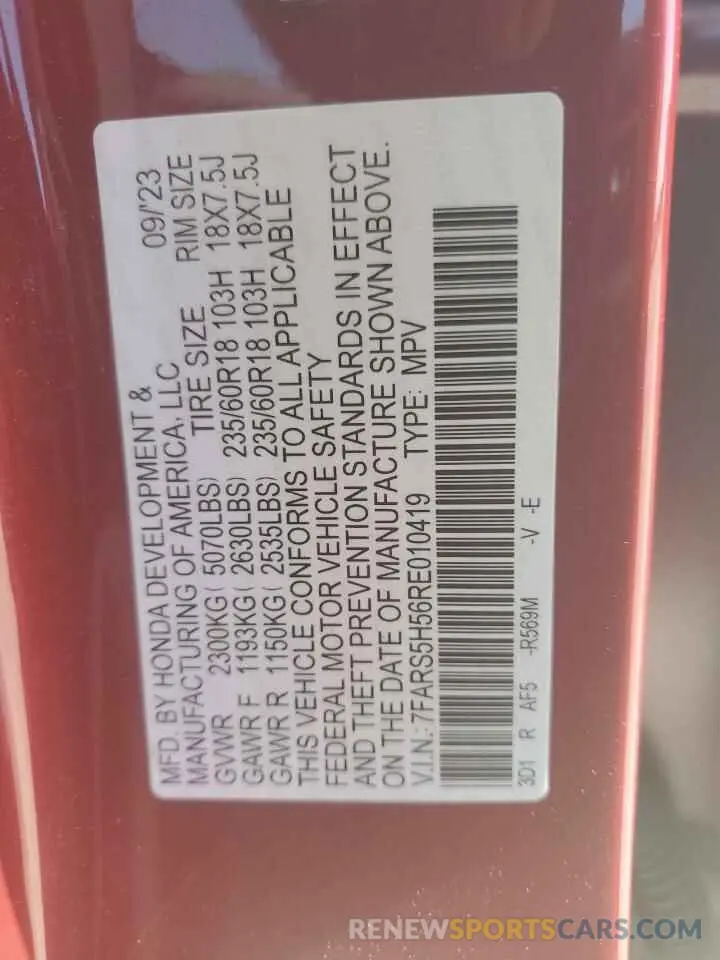 MFD. BY HONDA DEVELOPMENT & 09/'23
MANUFACTURING OF AMERICA, LLC TIRE SIZE RIM SIZE
GVWR 2300KG( 5070LBS)
GAWR F 1193KG( 2630LBS) 235/60R18 103H 18X7.5J
GAWR R 1150KG( 2535LBS) 235/60R18 103H 18X7.5J
THIS VEHICLE CONFORMS TO ALL APPLICABLE
FEDERAL MOTOR VEHICLE SAFETY
AND THEFT PREVENTION STANDARDS IN EFFECT
ON THE DATE OF MANUFACTURE SHOWN ABOVE.
V.I.N.: 7FARS5H56RE010419 TYPE: MPV
3D1 R AF5 -R569M -V -E
RENEWSPORTSCARS.COM